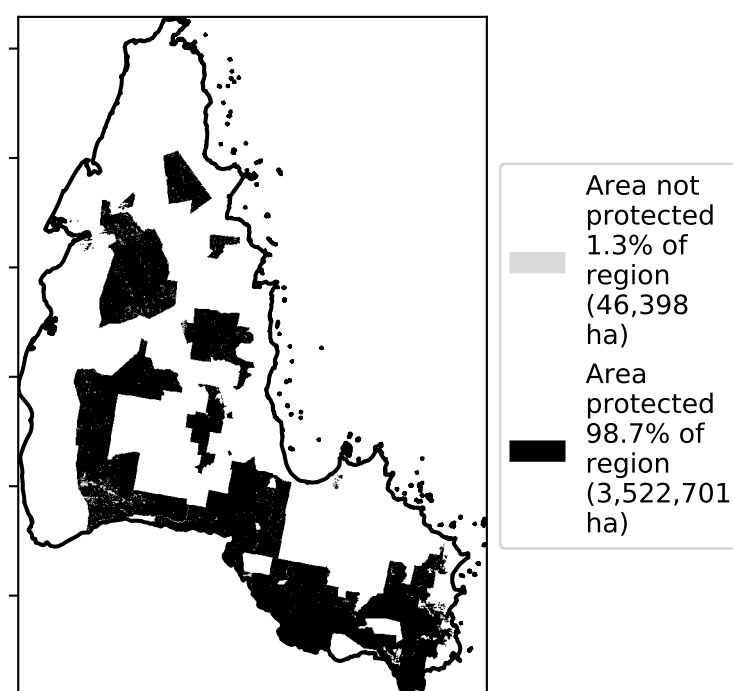 Area not
protected
1.3% of
region
(46,398
ha)
Area
protected
98.7% of
region
(3,522,701
ha)